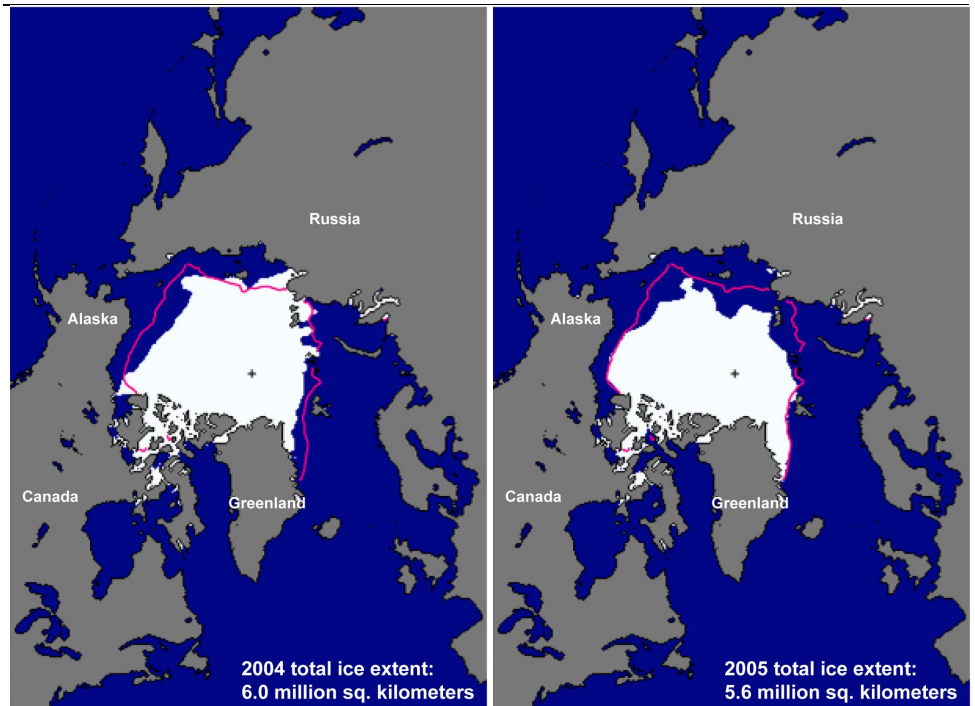 Russia
Alaska
Canada
Greenland
2004 total ice extent:
6.0 million sq. kilometers
Russia
Alaska
Canada
Greenland
2005 total ice extent:
5.6 million sq. kilometers